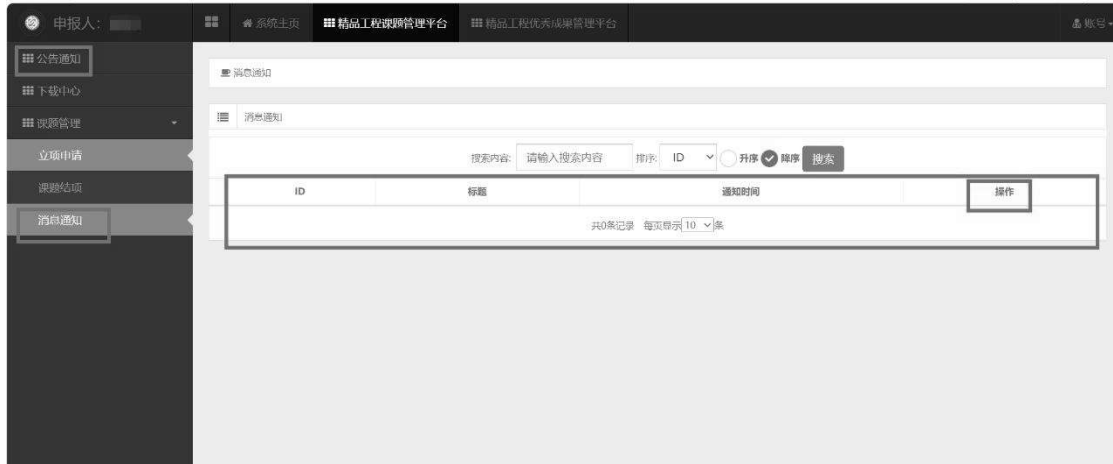 申报人：
系统主页
精品工程课题管理平台
精品工程优秀成果管理平台
账号
公告通知
下载中心
课题管理
立项申请
课题结项
消息通知
消息通知
消息通知
搜索内容: 请输入搜索内容 排序: ID 升序 降序 搜索
ID 标题 通知时间 操作
共0条记录 每页显示 10 条